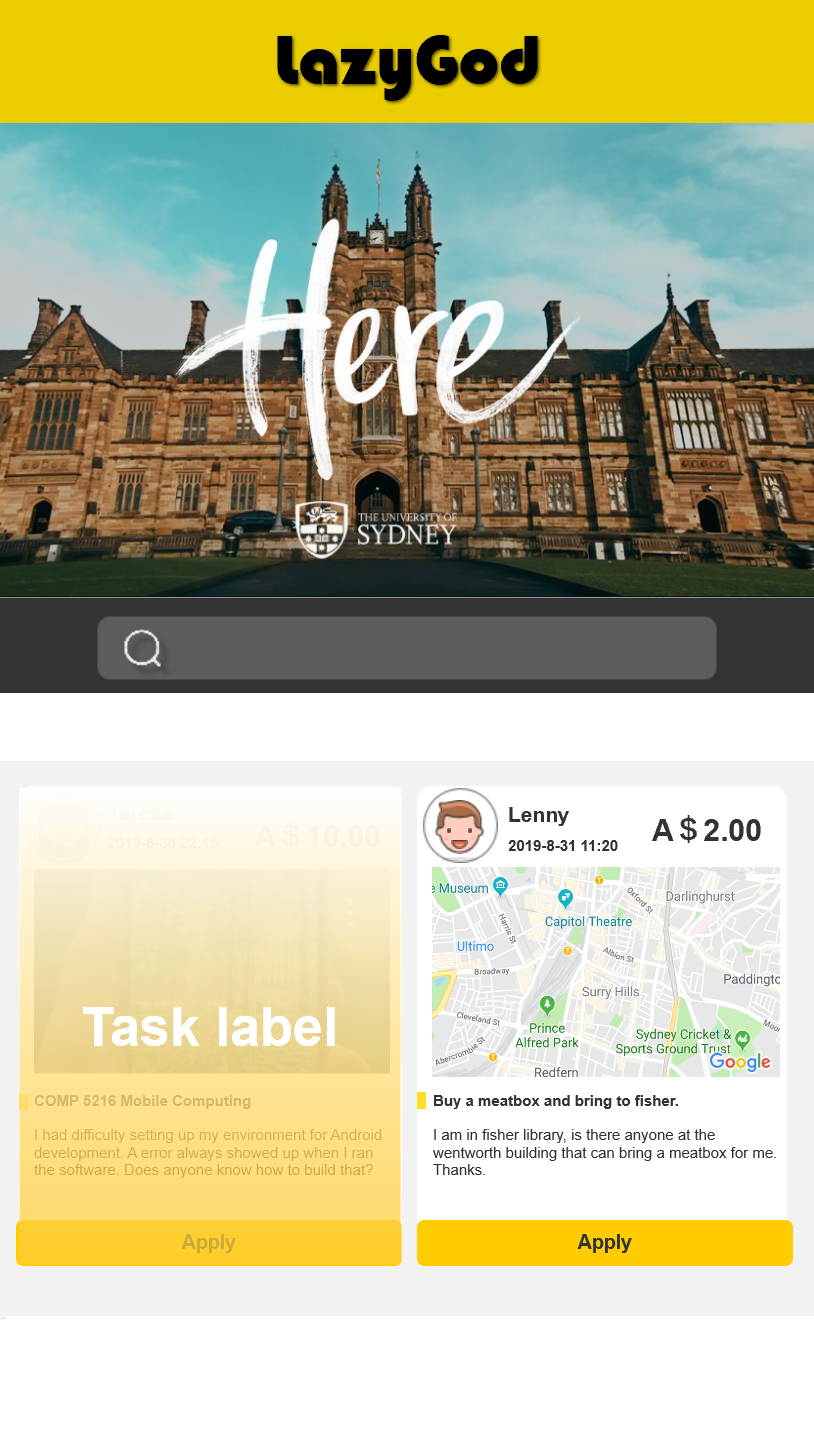 LazyGod
Here
THE UNIVERSITY OF
SYDNEY
Teresa
2019-8-30 22:15
A $ 10.00
Task label
COMP 5216 Mobile Computing
I had difficulty setting up my environment for Android
development. A error always showed up when I ran
the software. Does anyone know how to build that?
Apply
Lenny
2019-8-31 11:20
A $ 2.00
e Museum
Darlinghurst
Oxford St
Harris St
Capitol Theatre
Ultimo
Albion St
Broadway
Paddingto
Surry Hills
Cleveland St
Prince
Alfred Park
Moor
Sydney Cricket &
Sports Ground Trust
Abercrombie St
Google
Redfern
Buy a meatbox and bring to fisher.
I am in fisher library, is there anyone at the
wentworth building that can bring a meatbox for me.
Thanks.
Apply